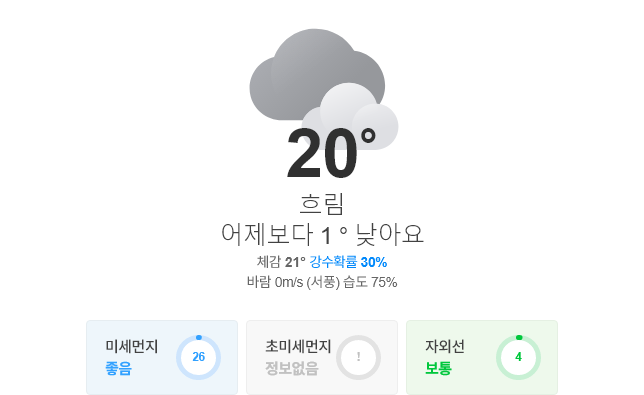 20°
흐림
어제보다 1 ° 낮아요
체감 21° 강수확률 30%
바람 0m/s (서풍) 습도 75%
미세먼지
좋음
26
초미세먼지
정보없음
!
자외선
보통
4